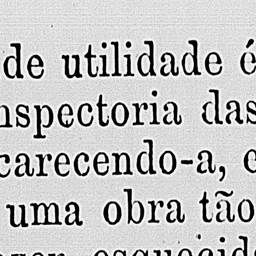 de utilidade é
nspectoria das
carecendo-a, e
uma obra tão